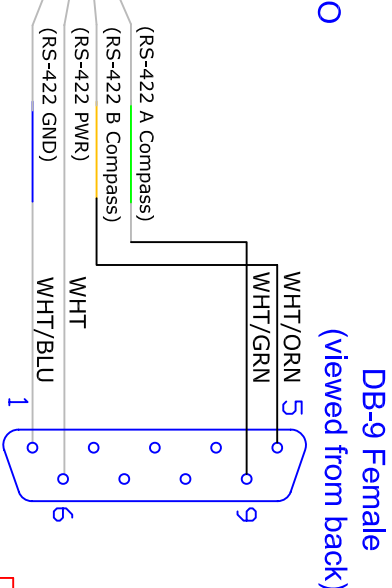 O
(RS-422 A Compass)
(RS-422 B Compass)
(RS-422 PWR)
(RS-422 GND)
WHT/ORN
WHT/GRN
WHT
WHT/BLU
DB-9 Female
(viewed from back)
1
5
6
9